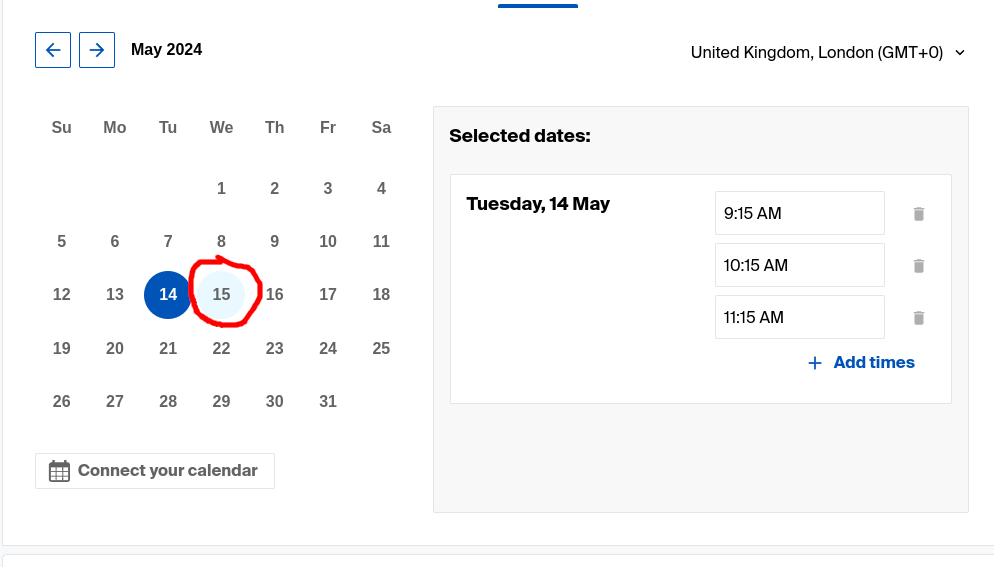 May 2024
United Kingdom, London (GMT+0)
Su Mo Tu We Th Fr Sa
1 2 3 4
5 6 7 8 9 10 11
12 13 14 15 16 17 18
19 20 21 22 23 24 25
26 27 28 29 30 31
Connect your calendar
Selected dates:
Tuesday, 14 May
9:15 AM
10:15 AM
11:15 AM
+ Add times